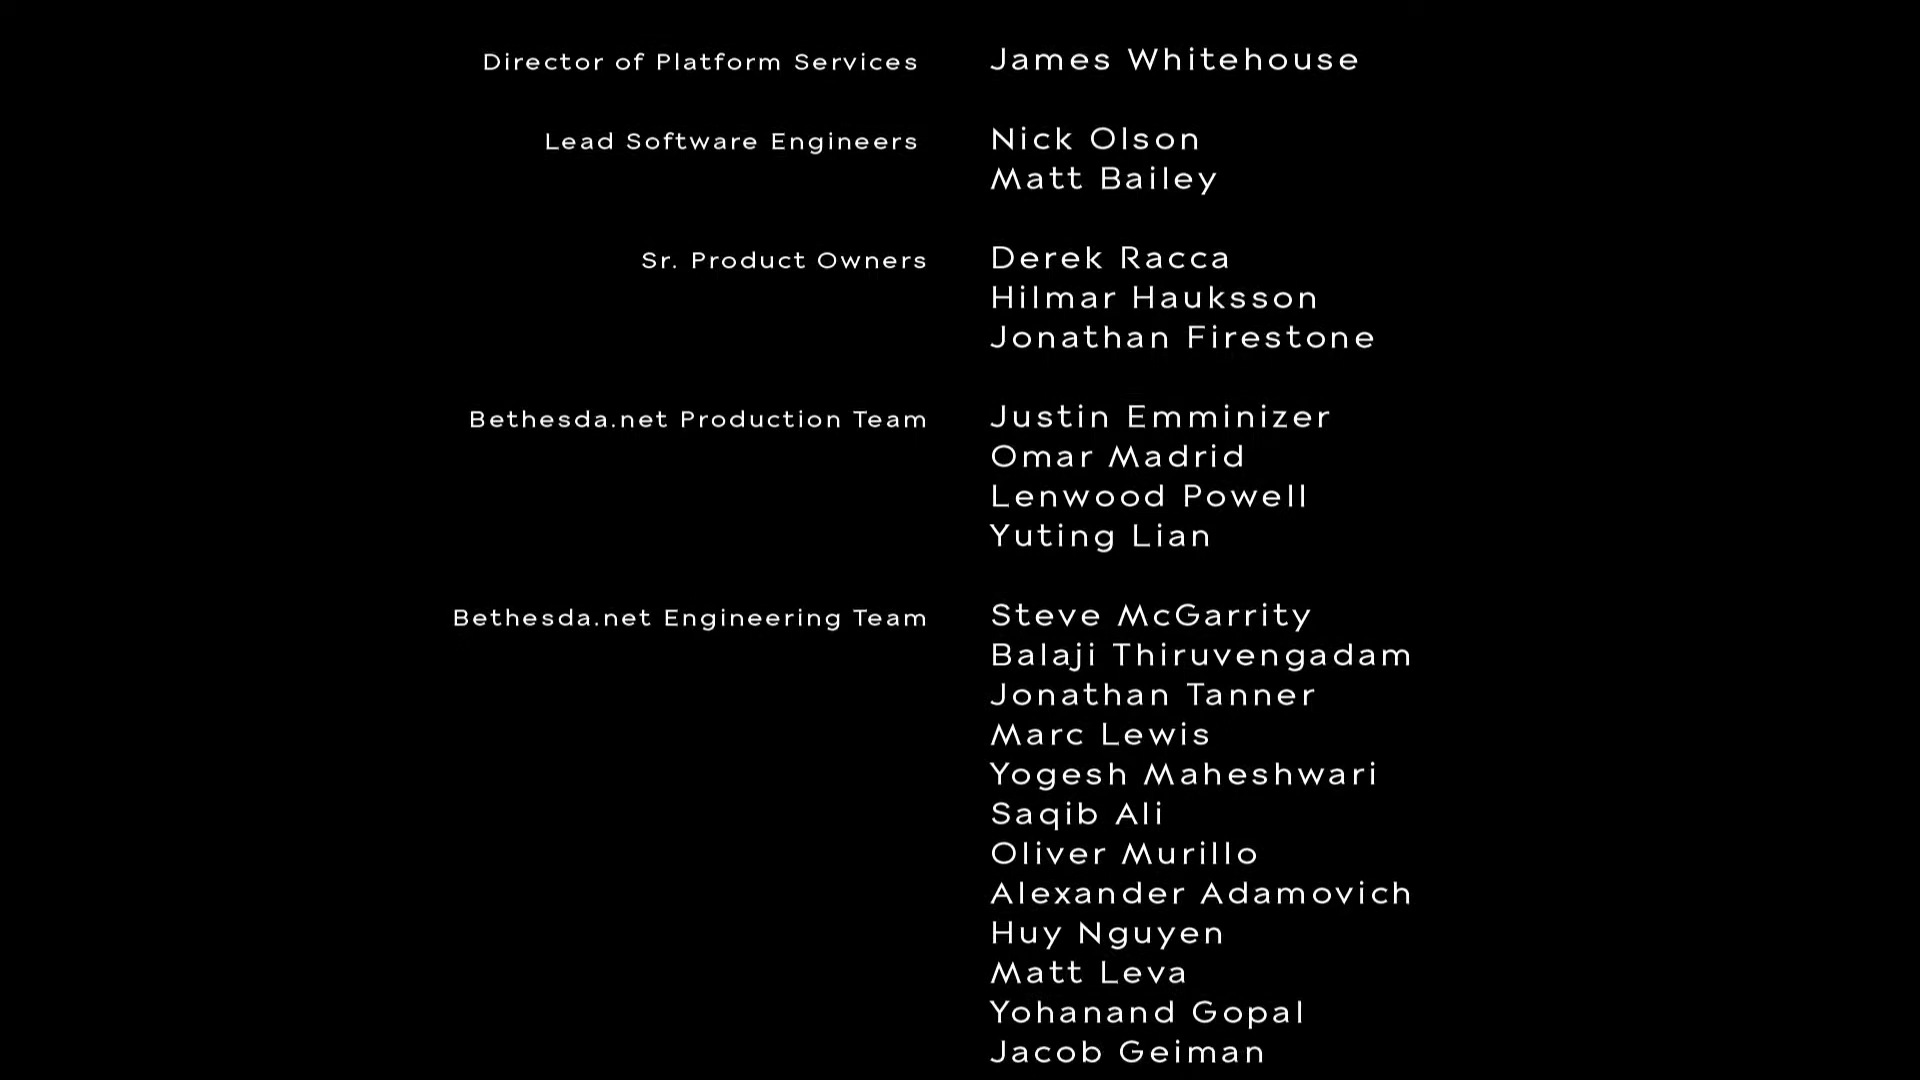 Director of Platform Services James Whitehouse
Lead Software Engineers Nick Olson
Matt Bailey
Sr. Product Owners Derek Racca
Hilmar Hauksson
Jonathan Firestone
Bethesda.net Production Team Justin Emminizer
Omar Madrid
Lenwood Powell
Yuting Lian
Bethesda.net Engineering Team Steve McGarrity
Balaji Thiruvengadam
Jonathan Tanner
Marc Lewis
Yogesh Maheshwari
Saqib Ali
Oliver Murillo
Alexander Adamovich
Huy Nguyen
Matt Leva
Yohanand Gopal
Jacob Geiman